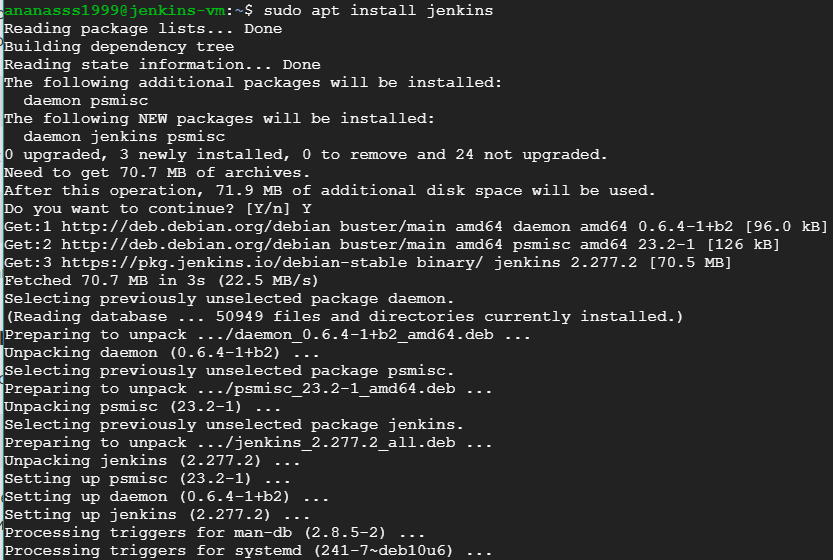 ananasss1999@jenkins-vm:~$ sudo apt install jenkins
Reading package lists... Done
Building dependency tree
Reading state information... Done
The following additional packages will be installed:
  daemon psmisc
The following NEW packages will be installed:
  daemon jenkins psmisc
0 upgraded, 3 newly installed, 0 to remove and 24 not upgraded.
Need to get 70.7 MB of archives.
After this operation, 71.9 MB of additional disk space will be used.
Do you want to continue? [Y/n] Y
Get:1 http://deb.debian.org/debian buster/main amd64 daemon amd64 0.6.4-1+b2 [96.0 kB]
Get:2 http://deb.debian.org/debian buster/main amd64 psmisc amd64 23.2-1 [126 kB]
Get:3 https://pkg.jenkins.io/debian-stable binary/ jenkins 2.277.2 [70.5 MB]
Fetched 70.7 MB in 3s (22.5 MB/s)
Selecting previously unselected package daemon.
(Reading database ... 50949 files and directories currently installed.)
Preparing to unpack .../daemon_0.6.4-1+b2_amd64.deb ...
Unpacking daemon (0.6.4-1+b2) ...
Selecting previously unselected package psmisc.
Preparing to unpack .../psmisc_23.2-1_amd64.deb ...
Unpacking psmisc (23.2-1) ...
Selecting previously unselected package jenkins.
Preparing to unpack .../jenkins_2.277.2_all.deb ...
Unpacking jenkins (2.277.2) ...
Setting up psmisc (23.2-1) ...
Setting up daemon (0.6.4-1+b2) ...
Setting up jenkins (2.277.2) ...
Processing triggers for man-db (2.8.5-2) ...
Processing triggers for systemd (241-7~deb10u6) ...